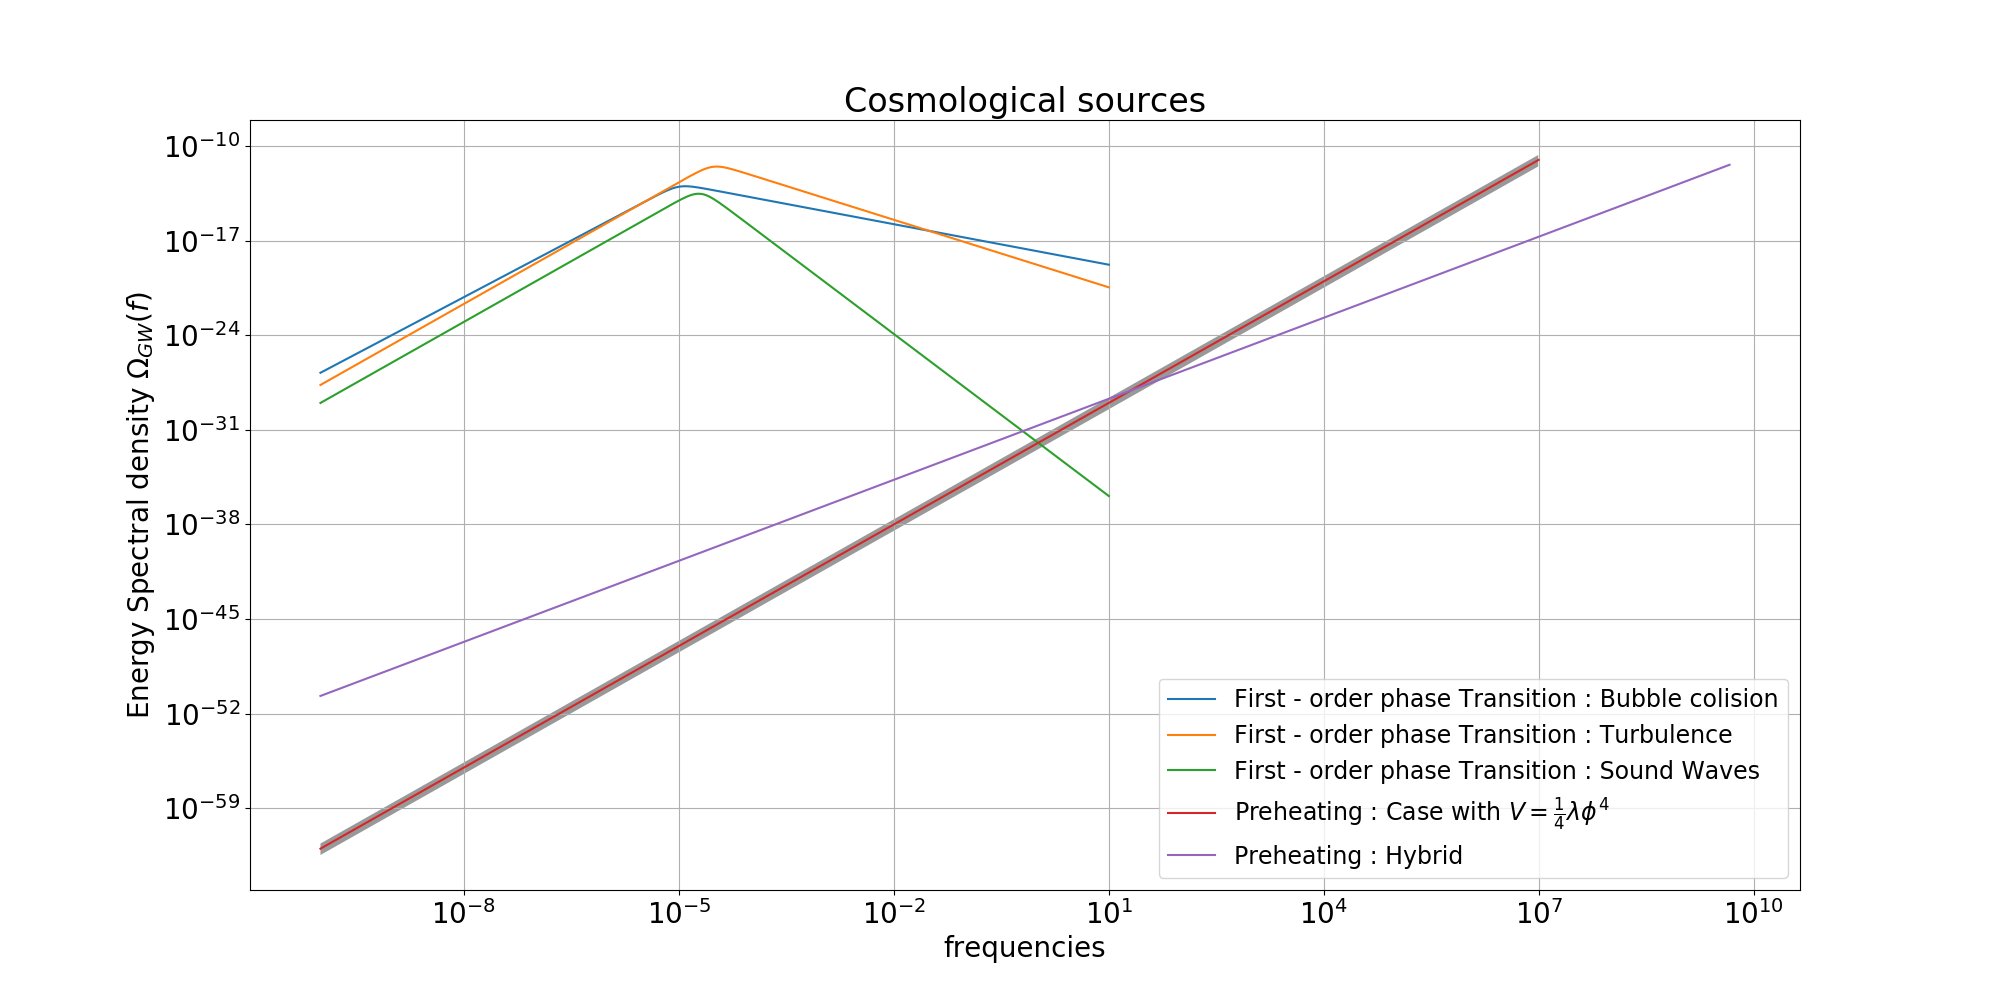 Cosmological sources
Energy Spectral density Ω_{GW}(f)
10^{−10}
10^{−17}
10^{−24}
10^{−31}
10^{−38}
10^{−45}
10^{−52}
10^{−59}
10^{−8} 10^{−5} 10^{−2} 10^{1} 10^{4} 10^{7} 10^{10}
frequencies
First - order phase Transition : Bubble colision
First - order phase Transition : Turbulence
First - order phase Transition : Sound Waves
Preheating : Case with V = \frac{1}{4}λϕ^{4}
Preheating : Hybrid